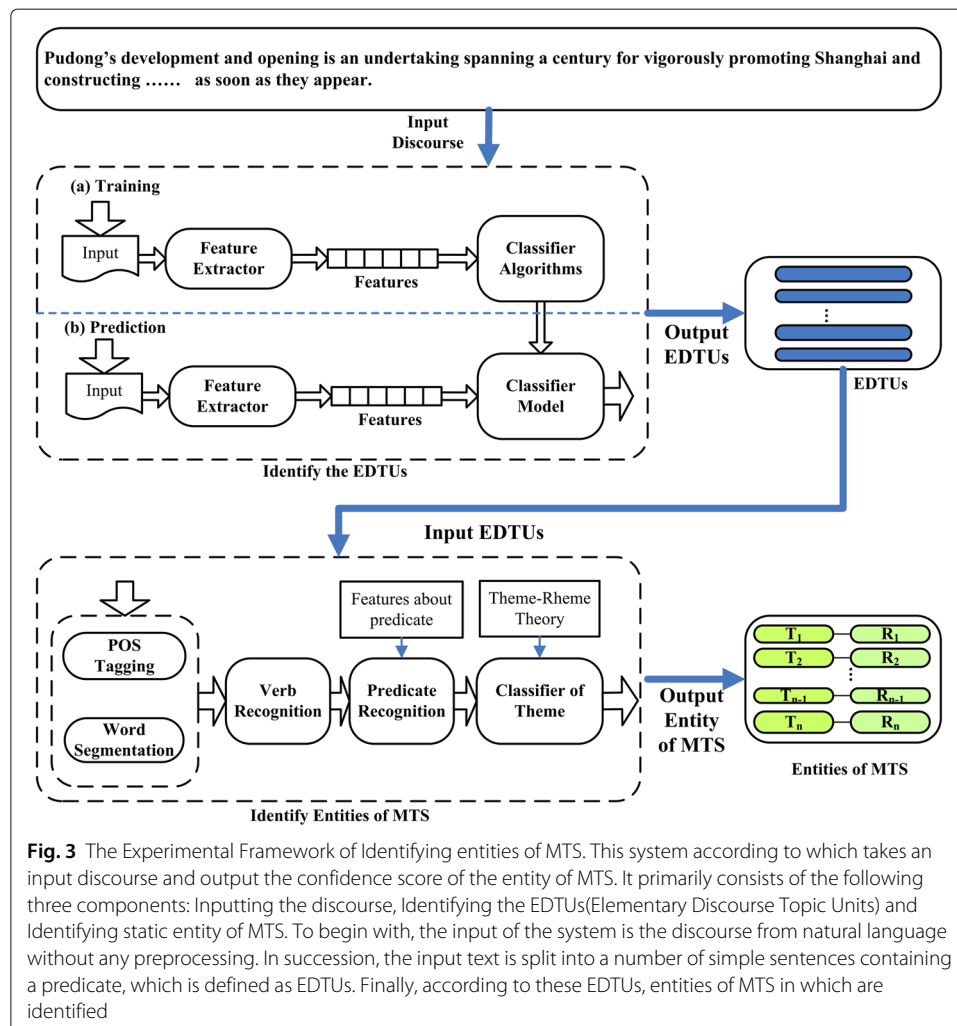 Pudong's development and opening is an undertaking spanning a century for vigorously promoting Shanghai and
constructing ...... as soon as they appear.
Input
Discourse
(a) Training
Input
Feature
Extractor
Features
Classifier
Algorithms
(b) Prediction
Input
Feature
Extractor
Features
Classifier
Model
Identify the EDTUs
Output
EDTUs
⋮
EDTUs
Input EDTUs
POS
Tagging
Word
Segmentation
Verb
Recognition
Features about
predicate
Predicate
Recognition
Theme-Rheme
Theory
Classifier of
Theme
Identify Entities of MTS
Output
Entity
of MTS
T1 R1
T2 R2
⋮
Tn-1 Rn-1
Tn Rn
Entities of MTS
Fig. 3 The Experimental Framework of Identifying entities of MTS. This system according to which takes an
input discourse and output the confidence score of the entity of MTS. It primarily consists of the following
three components: Inputting the discourse, Identifying the EDTUs(Elementary Discourse Topic Units) and
Identifying static entity of MTS. To begin with, the input of the system is the discourse from natural language
without any preprocessing. In succession, the input text is split into a number of simple sentences containing
a predicate, which is defined as EDTUs. Finally, according to these EDTUs, entities of MTS in which are
identified